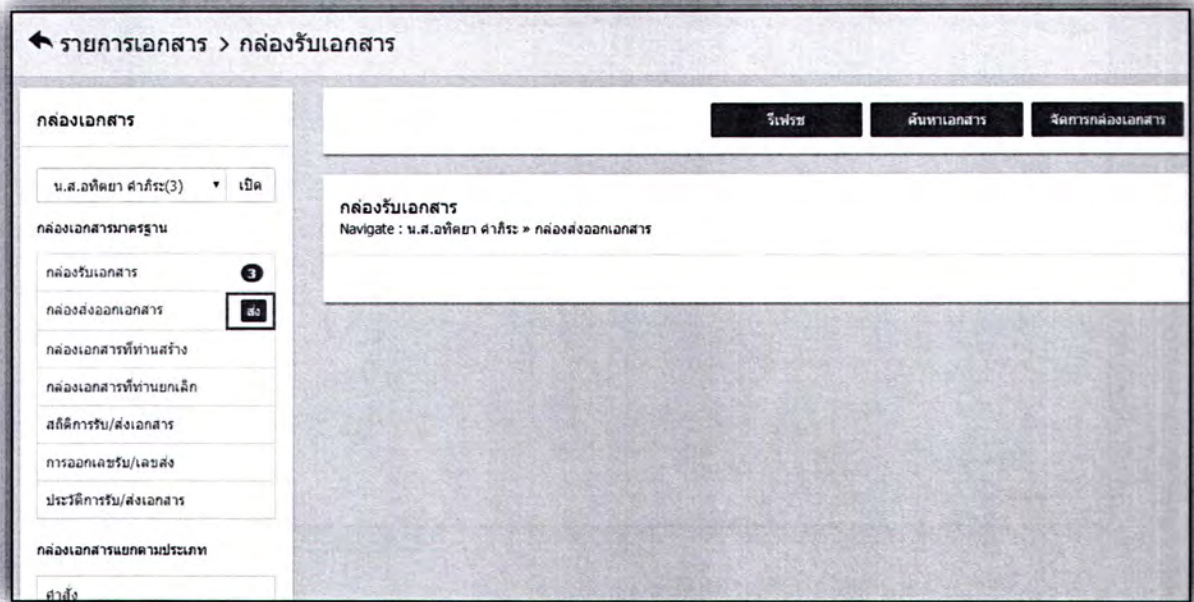 รายการเอกสาร > กล่องรับเอกสาร
กล่องเอกสาร
น.ส.อทิตยา คำภิระ(3) ▼ เปิด
กล่องเอกสารมาตรฐาน
กล่องรับเอกสาร 3
กล่องส่งออกเอกสาร ส่ง
กล่องเอกสารที่ท่านสร้าง
กล่องเอกสารที่ท่านยกเลิก
สถิติการรับ/ส่งเอกสาร
การออกเลขรับ/เลขส่ง
ประวัติการรับ/ส่งเอกสาร
กล่องเอกสารแยกตามประเภท
คำสั่ง
รีเฟรช ค้นหาเอกสาร จัดการกล่องเอกสาร
กล่องรับเอกสาร
Navigate : น.ส.อทิตยา คำภิระ » กล่องส่งออกเอกสาร